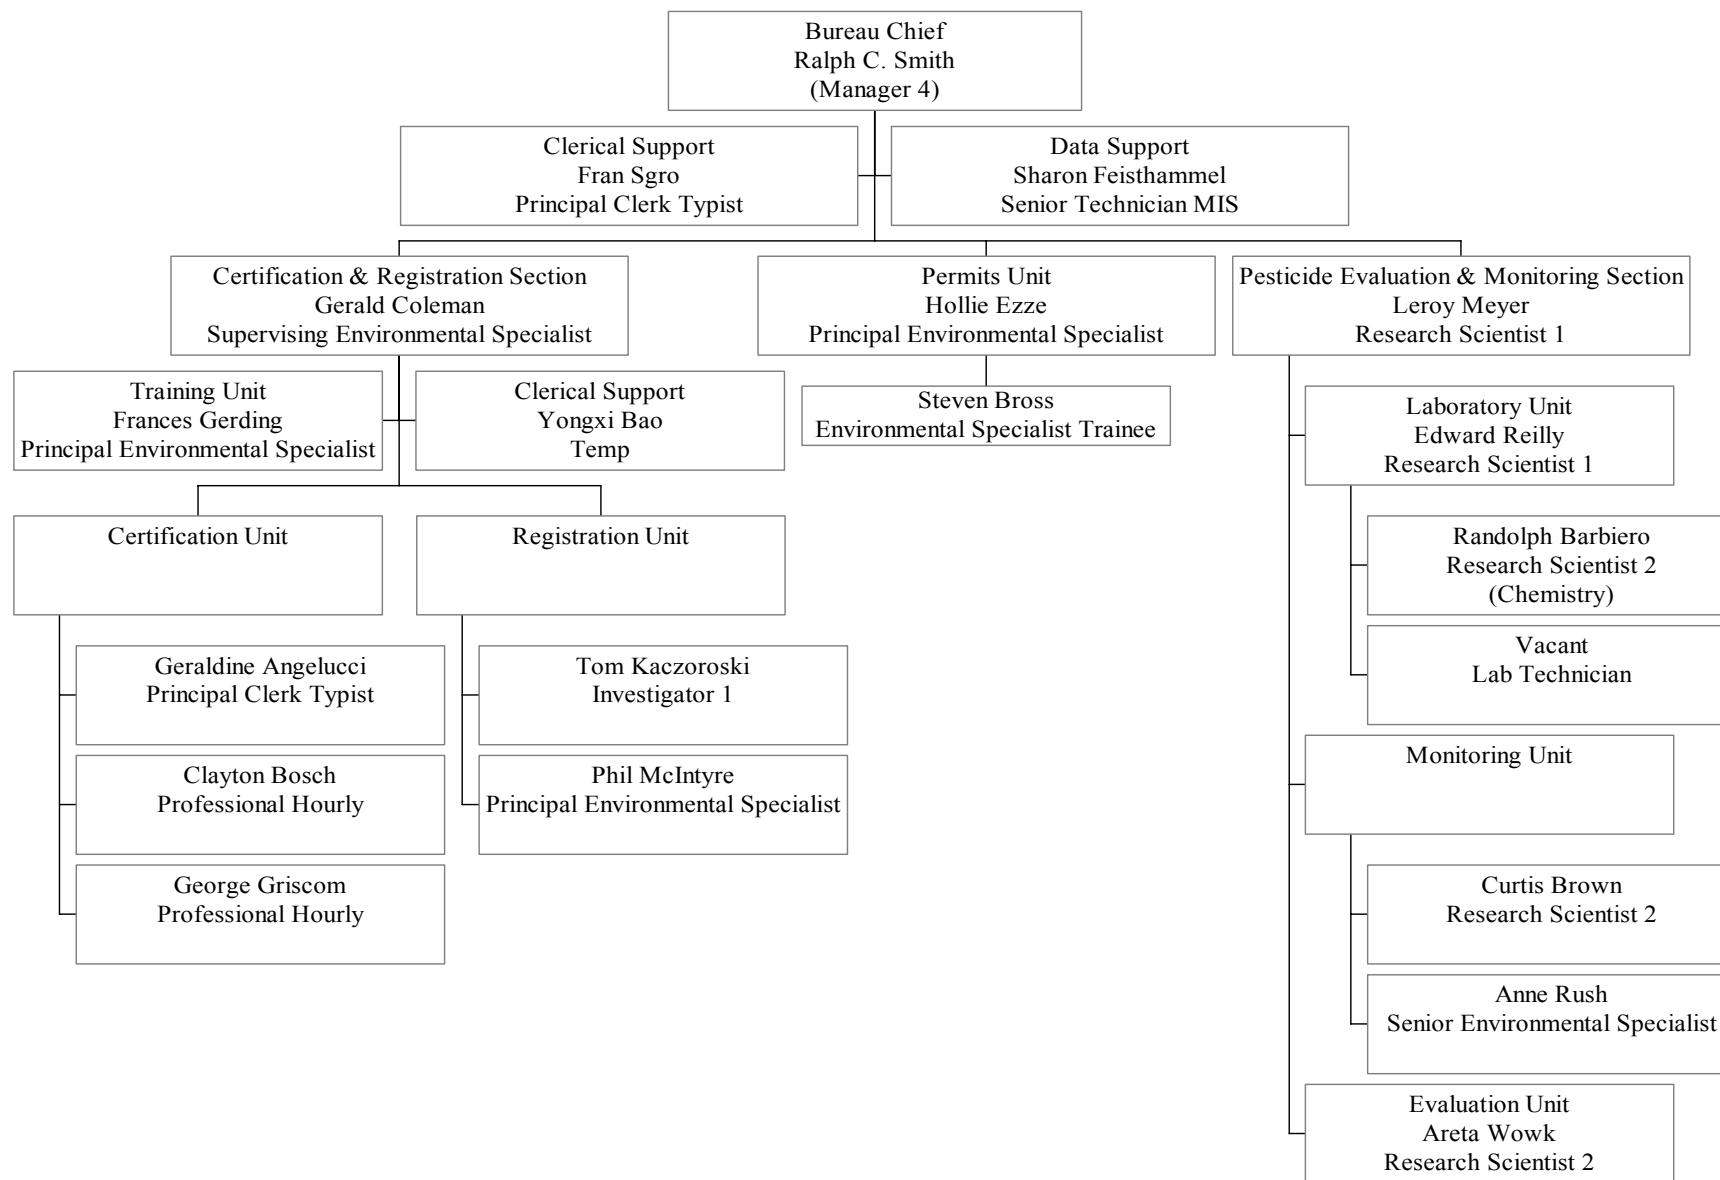 Bureau Chief
Ralph C. Smith
(Manager 4)
Clerical Support
Fran Sgro
Principal Clerk Typist
Data Support
Sharon Feisthammel
Senior Technician MIS
Certification & Registration Section
Gerald Coleman
Supervising Environmental Specialist
Permits Unit
Hollie Ezze
Principal Environmental Specialist
Pesticide Evaluation & Monitoring Section
Leroy Meyer
Research Scientist 1
Training Unit
Frances Gerding
Principal Environmental Specialist
Clerical Support
Yongxi Bao
Temp
Steven Bross
Environmental Specialist Trainee
Laboratory Unit
Edward Reilly
Research Scientist 1
Certification Unit
Registration Unit
Randolph Barbiero
Research Scientist 2
(Chemistry)
Geraldine Angelucci
Principal Clerk Typist
Tom Kaczoroski
Investigator 1
Vacant
Lab Technician
Clayton Bosch
Professional Hourly
Phil McIntyre
Principal Environmental Specialist
Monitoring Unit
George Griscom
Professional Hourly
Curtis Brown
Research Scientist 2
Anne Rush
Senior Environmental Specialist
Evaluation Unit
Areta Wowk
Research Scientist 2